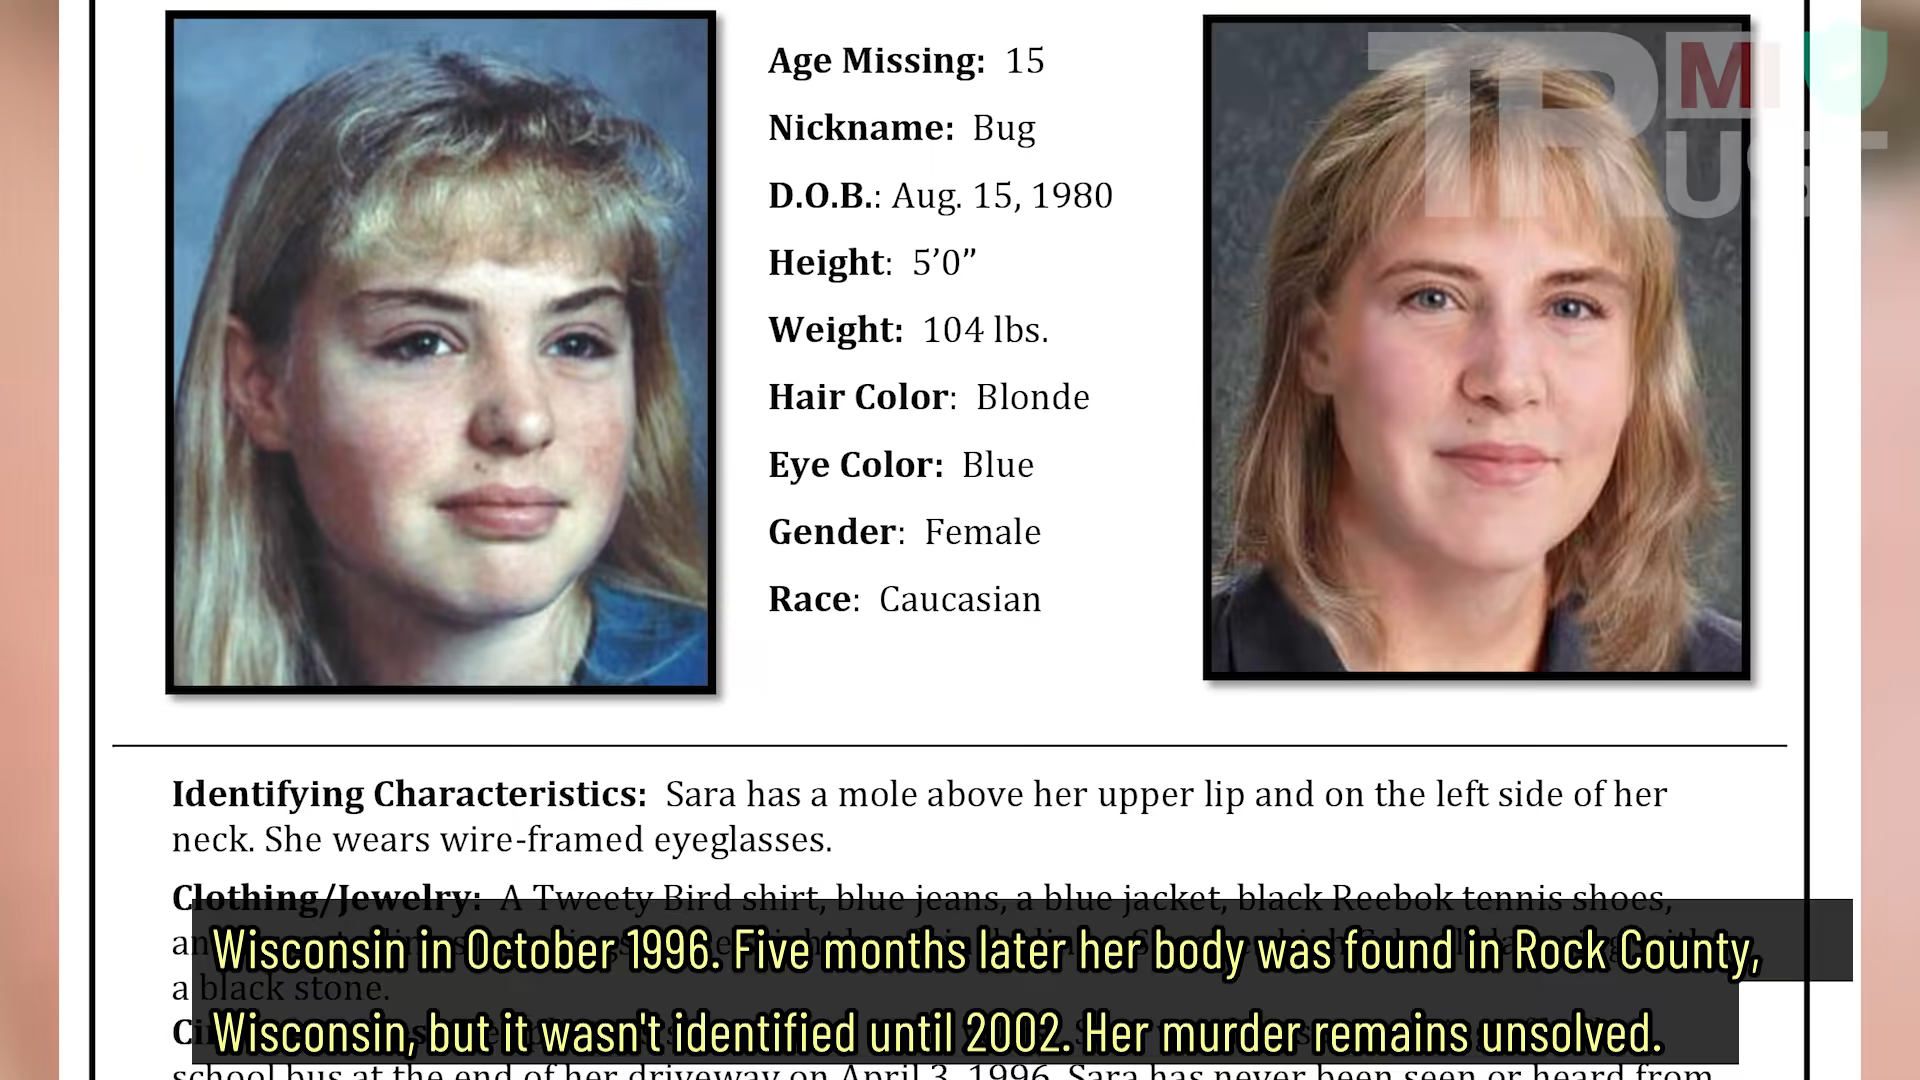 Age Missing: 15
Nickname: Bug
D.O.B.: Aug. 15, 1980
Height: 5’0”
Weight: 104 lbs.
Hair Color: Blonde
Eye Color: Blue
Gender: Female
Race: Caucasian
TRUST
MI
Identifying Characteristics: Sara has a mole above her upper lip and on the left side of her
neck. She wears wire-framed eyeglasses.
Clothing/Jewelry: A Tweety Bird shirt, blue jeans, a blue jacket, black Reebok tennis shoes,
a black stone.
Wisconsin in October 1996. Five months later her body was found in Rock County,
Wisconsin, but it wasn't identified until 2002. Her murder remains unsolved.
school bus at the end of her driveway on April 3, 1996. Sara has never been seen or heard from